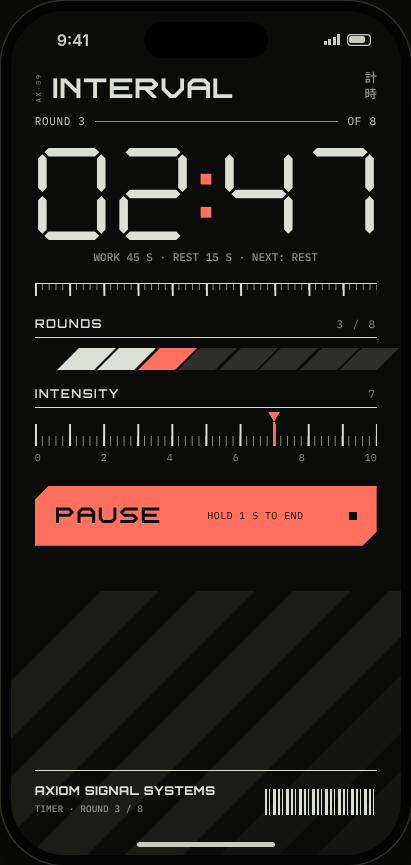 9:41
AX-09
INTERVAL
計時
ROUND 3
OF 8
02:47
WORK 45 S · REST 15 S · NEXT: REST
ROUNDS
3 / 8
INTENSITY
7
0 2 4 6 8 10
PAUSE
HOLD 1 S TO END
AXIOM SIGNAL SYSTEMS
TIMER · ROUND 3 / 8